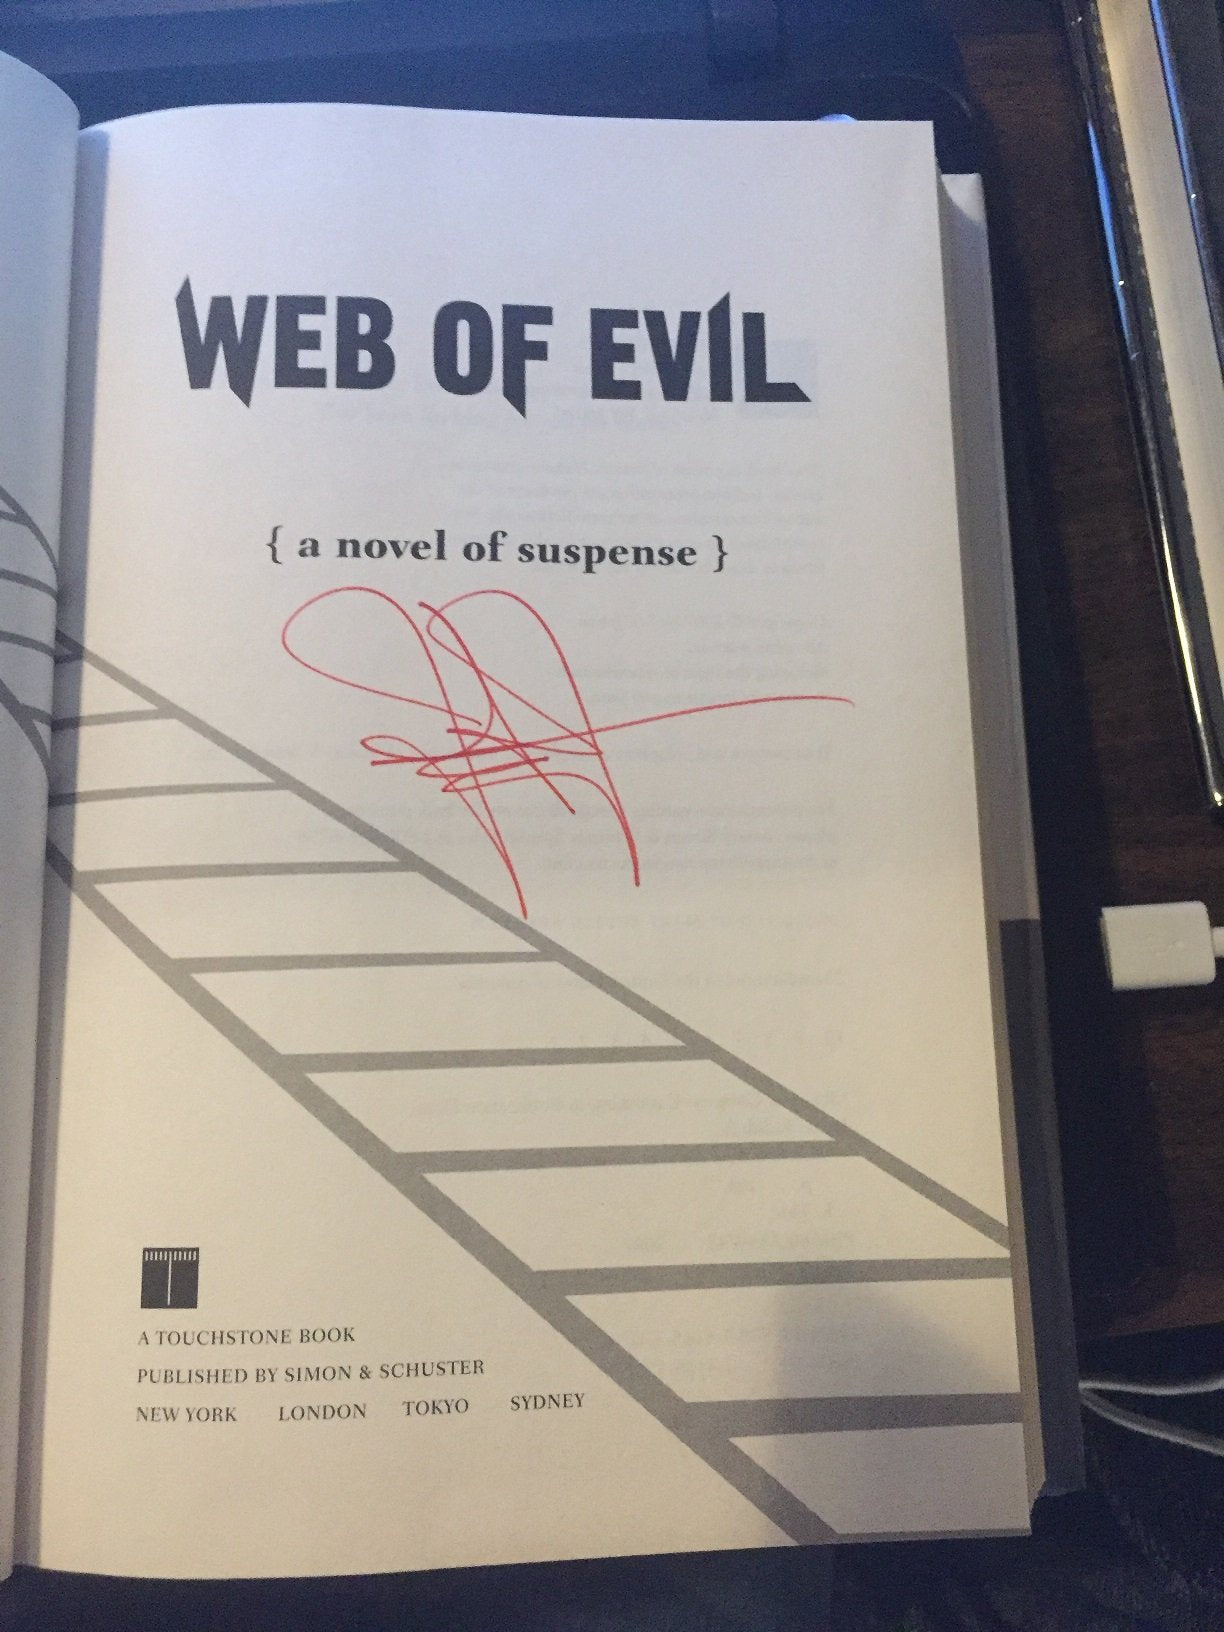 WEB OF EVIL
{ a novel of suspense }
A TOUCHSTONE BOOK
PUBLISHED BY SIMON & SCHUSTER
NEW YORK LONDON TOKYO SYDNEY